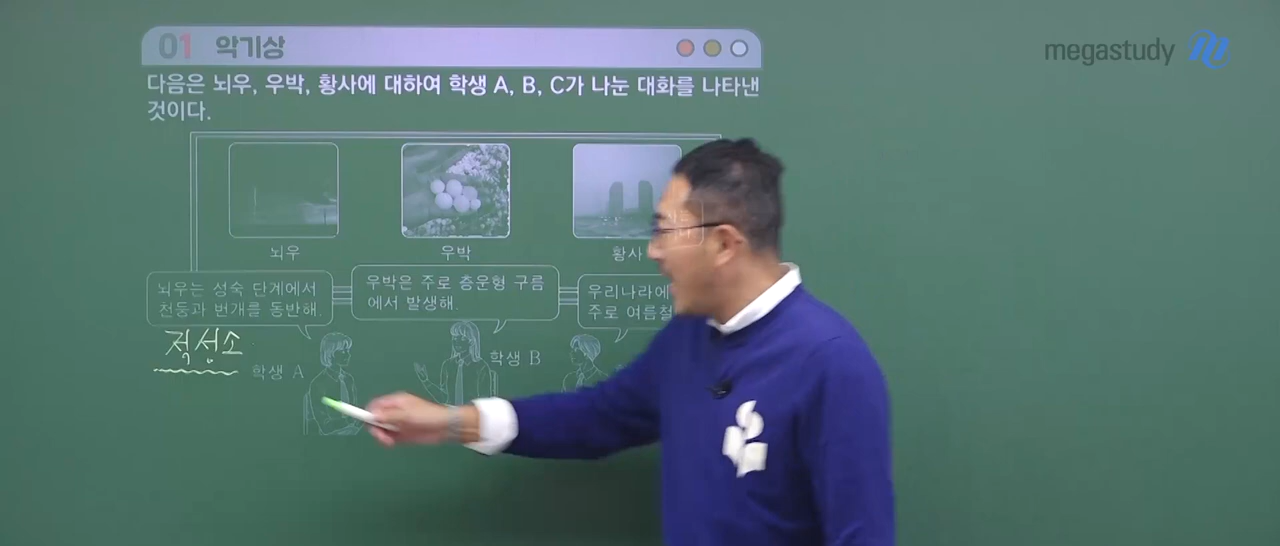 01 악기상
megastudy
다음은 뇌우, 우박, 황사에 대하여 학생 A, B, C가 나눈 대화를 나타낸
것이다.
뇌우
우박
황사
뇌우는 성숙 단계에서
천둥과 번개를 동반해.
우박은 주로 층운형 구름
에서 발생해.
우리나라에
주로 여름철
적성소
학생 A
학생 B